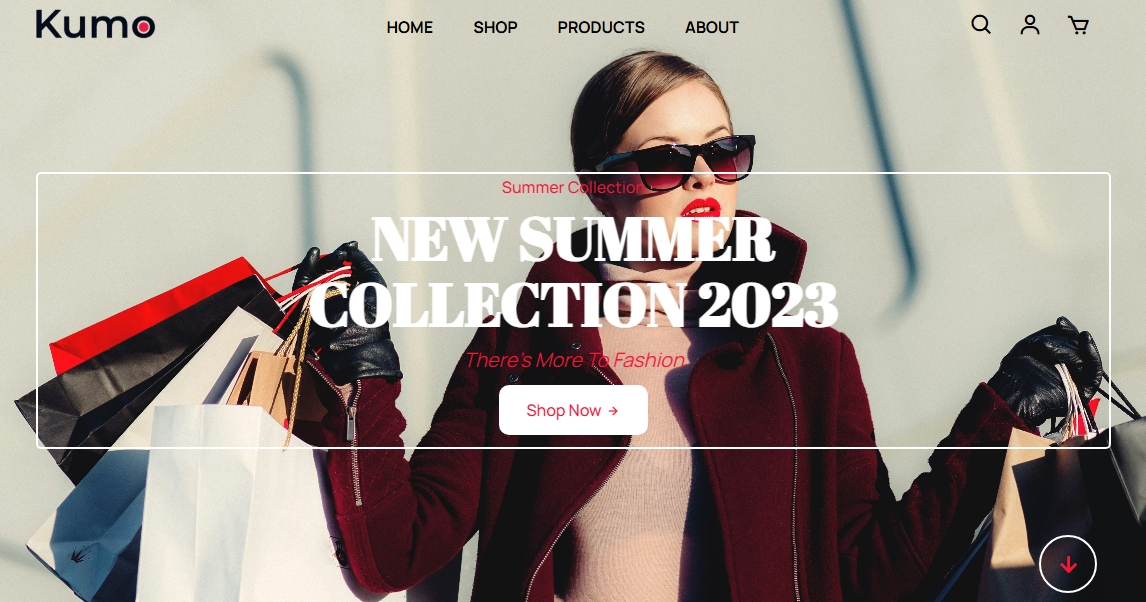 Kumo
HOME SHOP PRODUCTS ABOUT
Summer Collection
NEW SUMMER
COLLECTION 2023
There's More To Fashion
Shop Now →